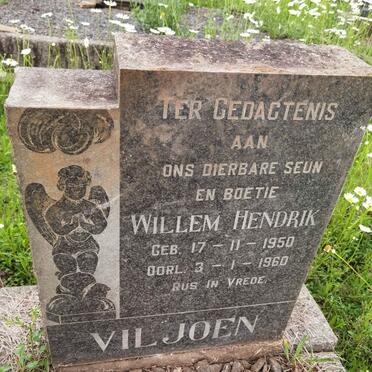 TER GEDAGTENIS
AAN
ONS DIERBARE SEUN
EN BOETIE
WILLEM HENDRIK
GEB. 17-11-1950
OORL. 3-1-1960
RUS IN VREDE.
VILJOEN